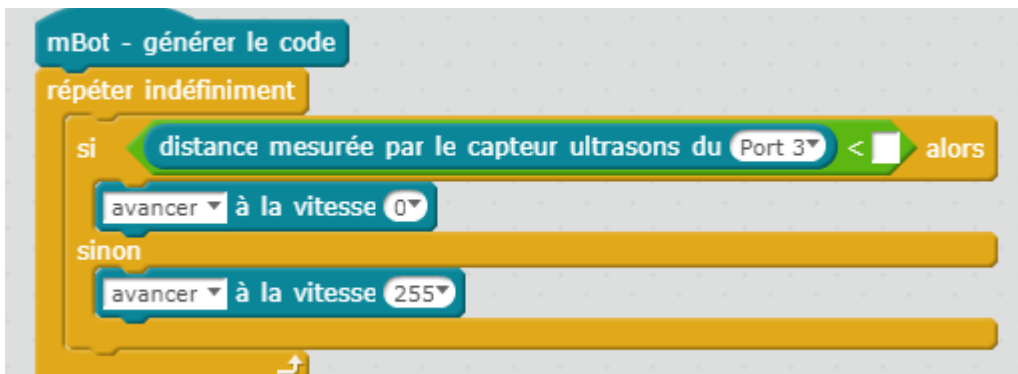 mBot - générer le code
répéter indéfiniment
si distance mesurée par le capteur ultrasons du Port 3 < alors
avancer à la vitesse 0
sinon
avancer à la vitesse 255